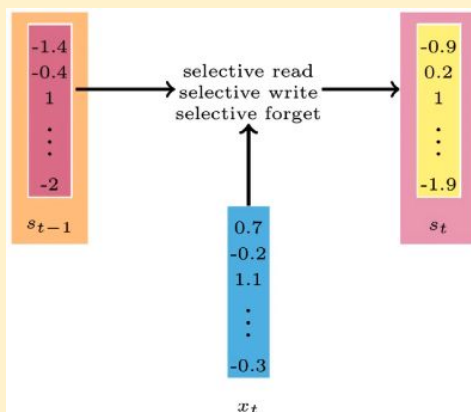 -1.4
-0.4
1
⋮
-2
s_{t−1}
selective read
selective write
selective forget
-0.9
0.2
1
⋮
-1.9
s_t
0.7
-0.2
1.1
⋮
-0.3
x_t